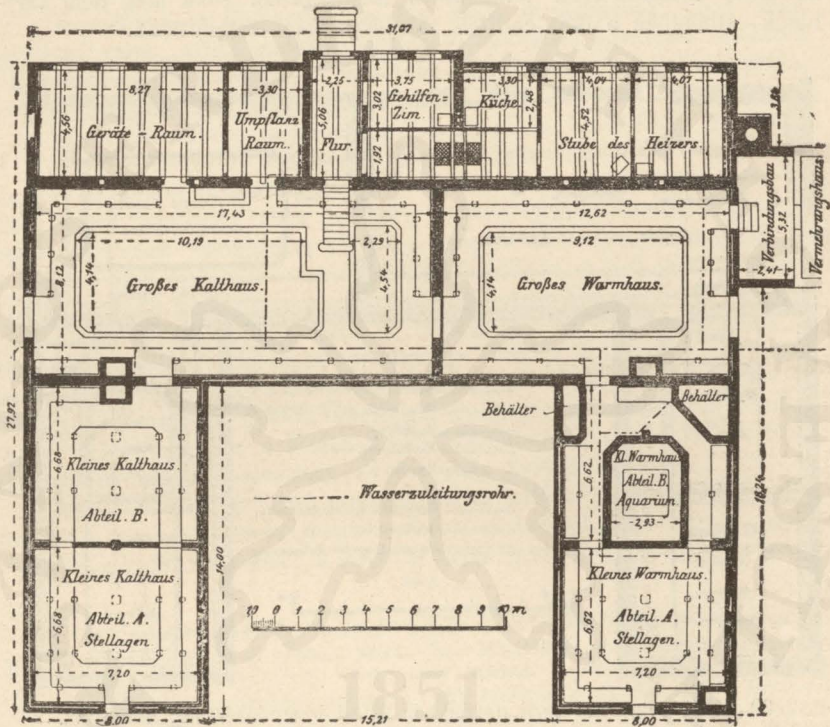 31,07
8,27
3,30
2,25
3,75
3,30
4,04
4,07
4,56
5,06
3,02
2,48
4,52
3,64
Geräte-Raum.
Umpflanz
Raum.
Flur.
Gehilfen=
Zim.
Küche
Stube des
Heizers.
1,92
17,43
12,62
10,19
2,29
9,12
8,12
4,14
4,54
4,14
Großes Kalthaus.
Großes Warmhaus.
Verbindungsbau
5,32
2,41
Vermehrungshaus
27,92
Behälter
Behälter
6,68
Kleines Kalthaus.
Abteil. B.
Wasserzuleitungsrohr.
6,62
Kl. Warmhaus
Abteil. B.
Aquarium
2,93
18,24
14,00
6,68
Kleines Kalthaus.
Abteil. A.
Stellagen.
7,20
10 0 1 2 3 4 5 6 7 8 9 10 m
6,62
Kleines Warmhaus.
Abteil. A.
Stellagen.
7,20
8,00
15,21
8,00
1851